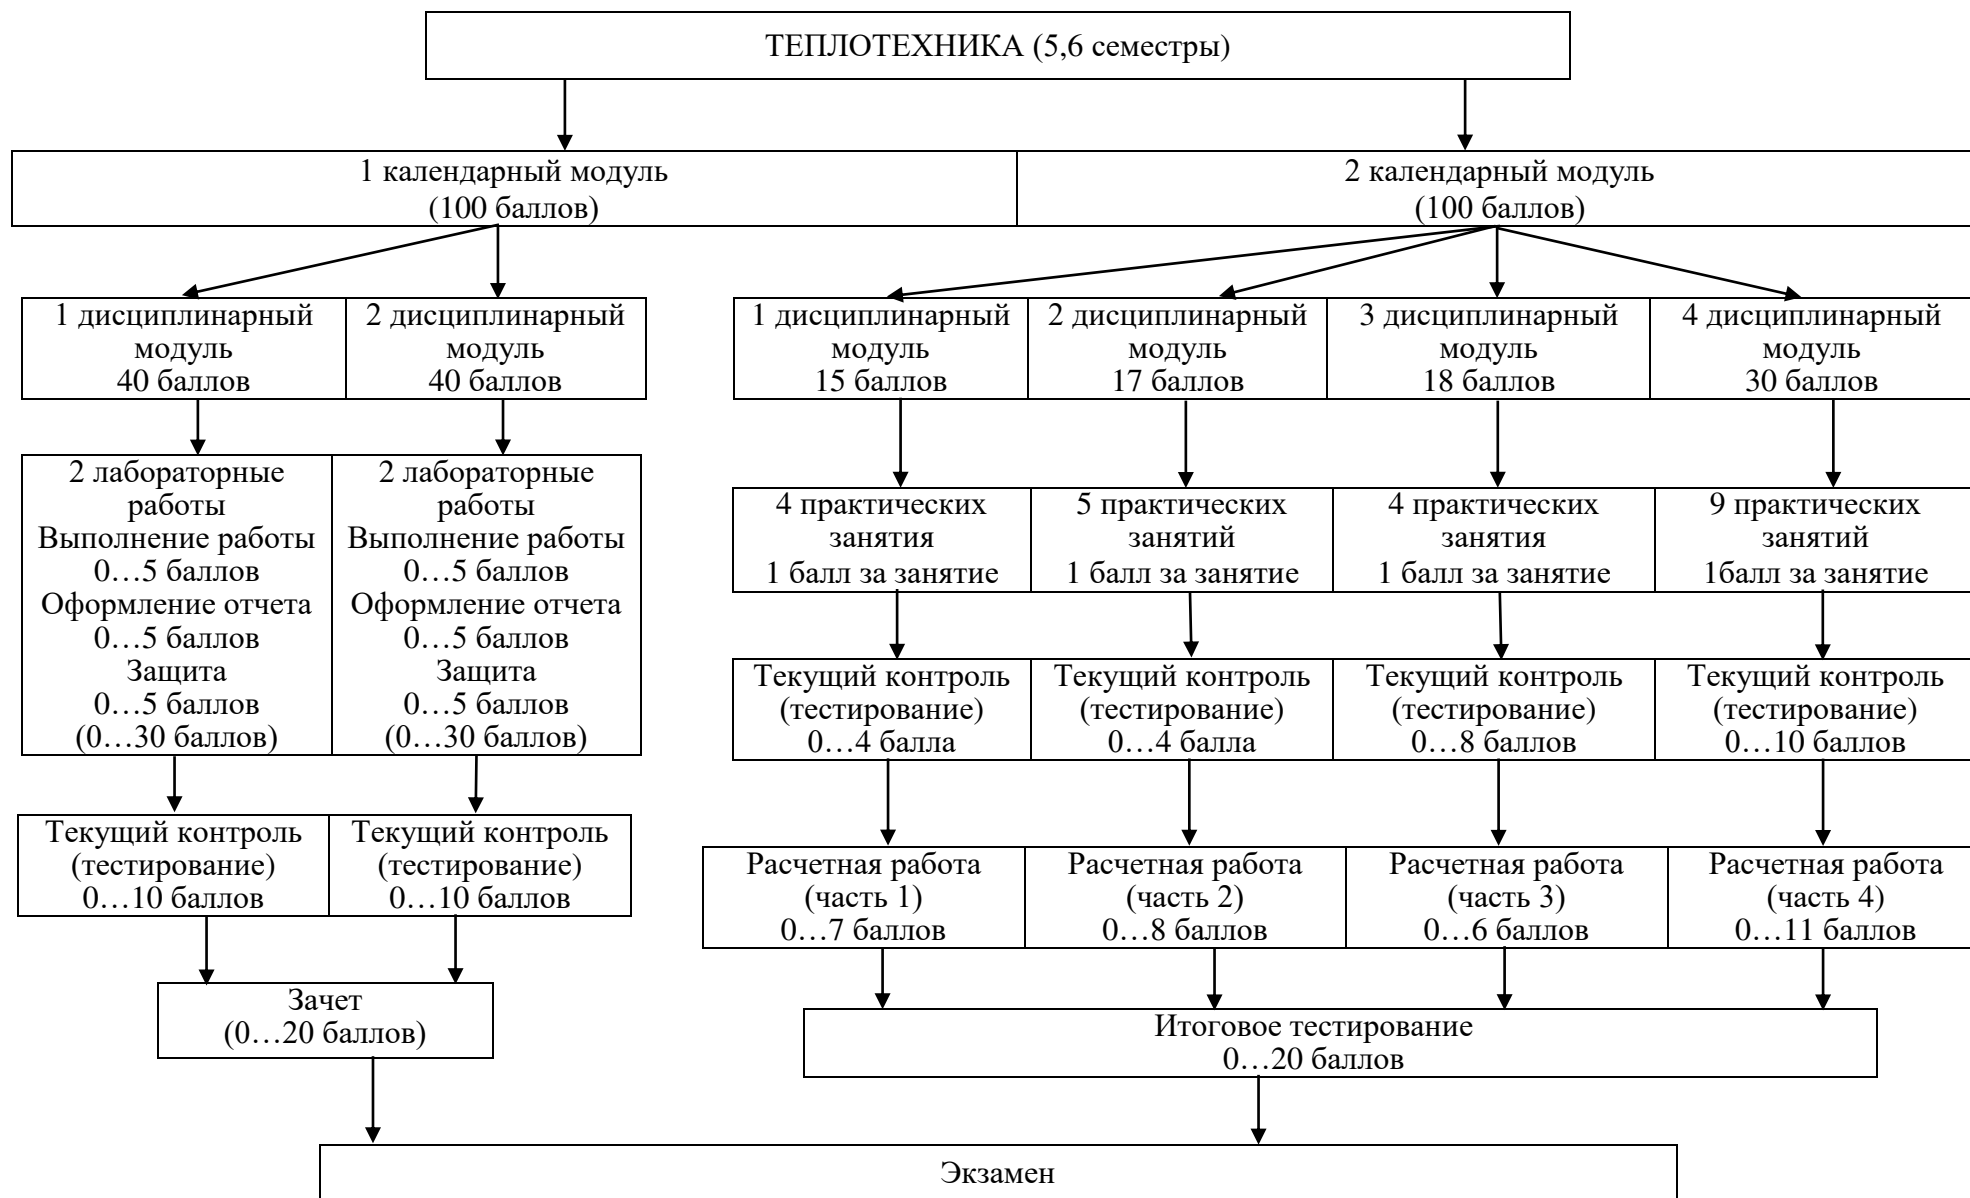 ТЕПЛОТЕХНИКА (5,6 семестры)
1 календарный модуль
(100 баллов)
2 календарный модуль
(100 баллов)
1 дисциплинарный
модуль
40 баллов
2 дисциплинарный
модуль
40 баллов
1 дисциплинарный
модуль
15 баллов
2 дисциплинарный
модуль
17 баллов
3 дисциплинарный
модуль
18 баллов
4 дисциплинарный
модуль
30 баллов
2 лабораторные
работы
Выполнение работы
0…5 баллов
Оформление отчета
0…5 баллов
Защита
0…5 баллов
(0…30 баллов)
2 лабораторные
работы
Выполнение работы
0…5 баллов
Оформление отчета
0…5 баллов
Защита
0…5 баллов
(0…30 баллов)
4 практических
занятия
1 балл за занятие
5 практических
занятий
1 балл за занятие
4 практических
занятия
1 балл за занятие
9 практических
занятий
1балл за занятие
Текущий контроль
(тестирование)
0…4 балла
Текущий контроль
(тестирование)
0…4 балла
Текущий контроль
(тестирование)
0…8 баллов
Текущий контроль
(тестирование)
0…10 баллов
Текущий контроль
(тестирование)
0…10 баллов
Текущий контроль
(тестирование)
0…10 баллов
Расчетная работа
(часть 1)
0…7 баллов
Расчетная работа
(часть 2)
0…8 баллов
Расчетная работа
(часть 3)
0…6 баллов
Расчетная работа
(часть 4)
0…11 баллов
Зачет
(0…20 баллов)
Итоговое тестирование
0…20 баллов
Экзамен